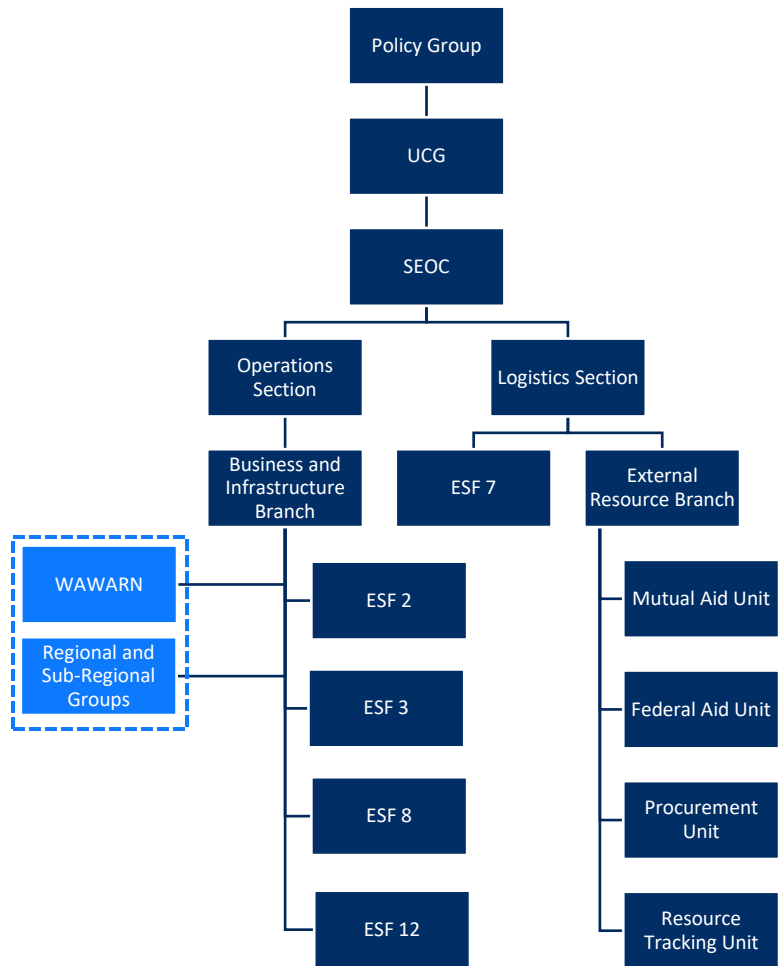 Policy Group
UCG
SEOC
Operations
Section
Logistics Section
Business and
Infrastructure
Branch
ESF 7
External
Resource Branch
WAWARN
Regional and
Sub-Regional
Groups
ESF 2
ESF 3
ESF 8
ESF 12
Mutual Aid Unit
Federal Aid Unit
Procurement
Unit
Resource
Tracking Unit